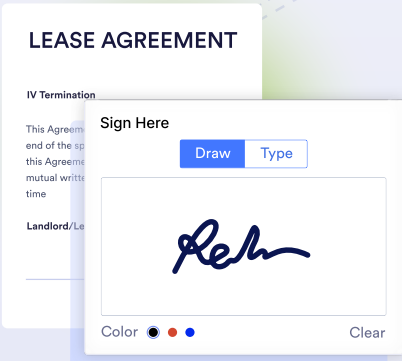 LEASE AGREEMENT
IV Termination
This Agreem
end of the sp
this Agreeme
mutual writte
time
Landlord/Le
Sign Here
Draw Type
Color Clear